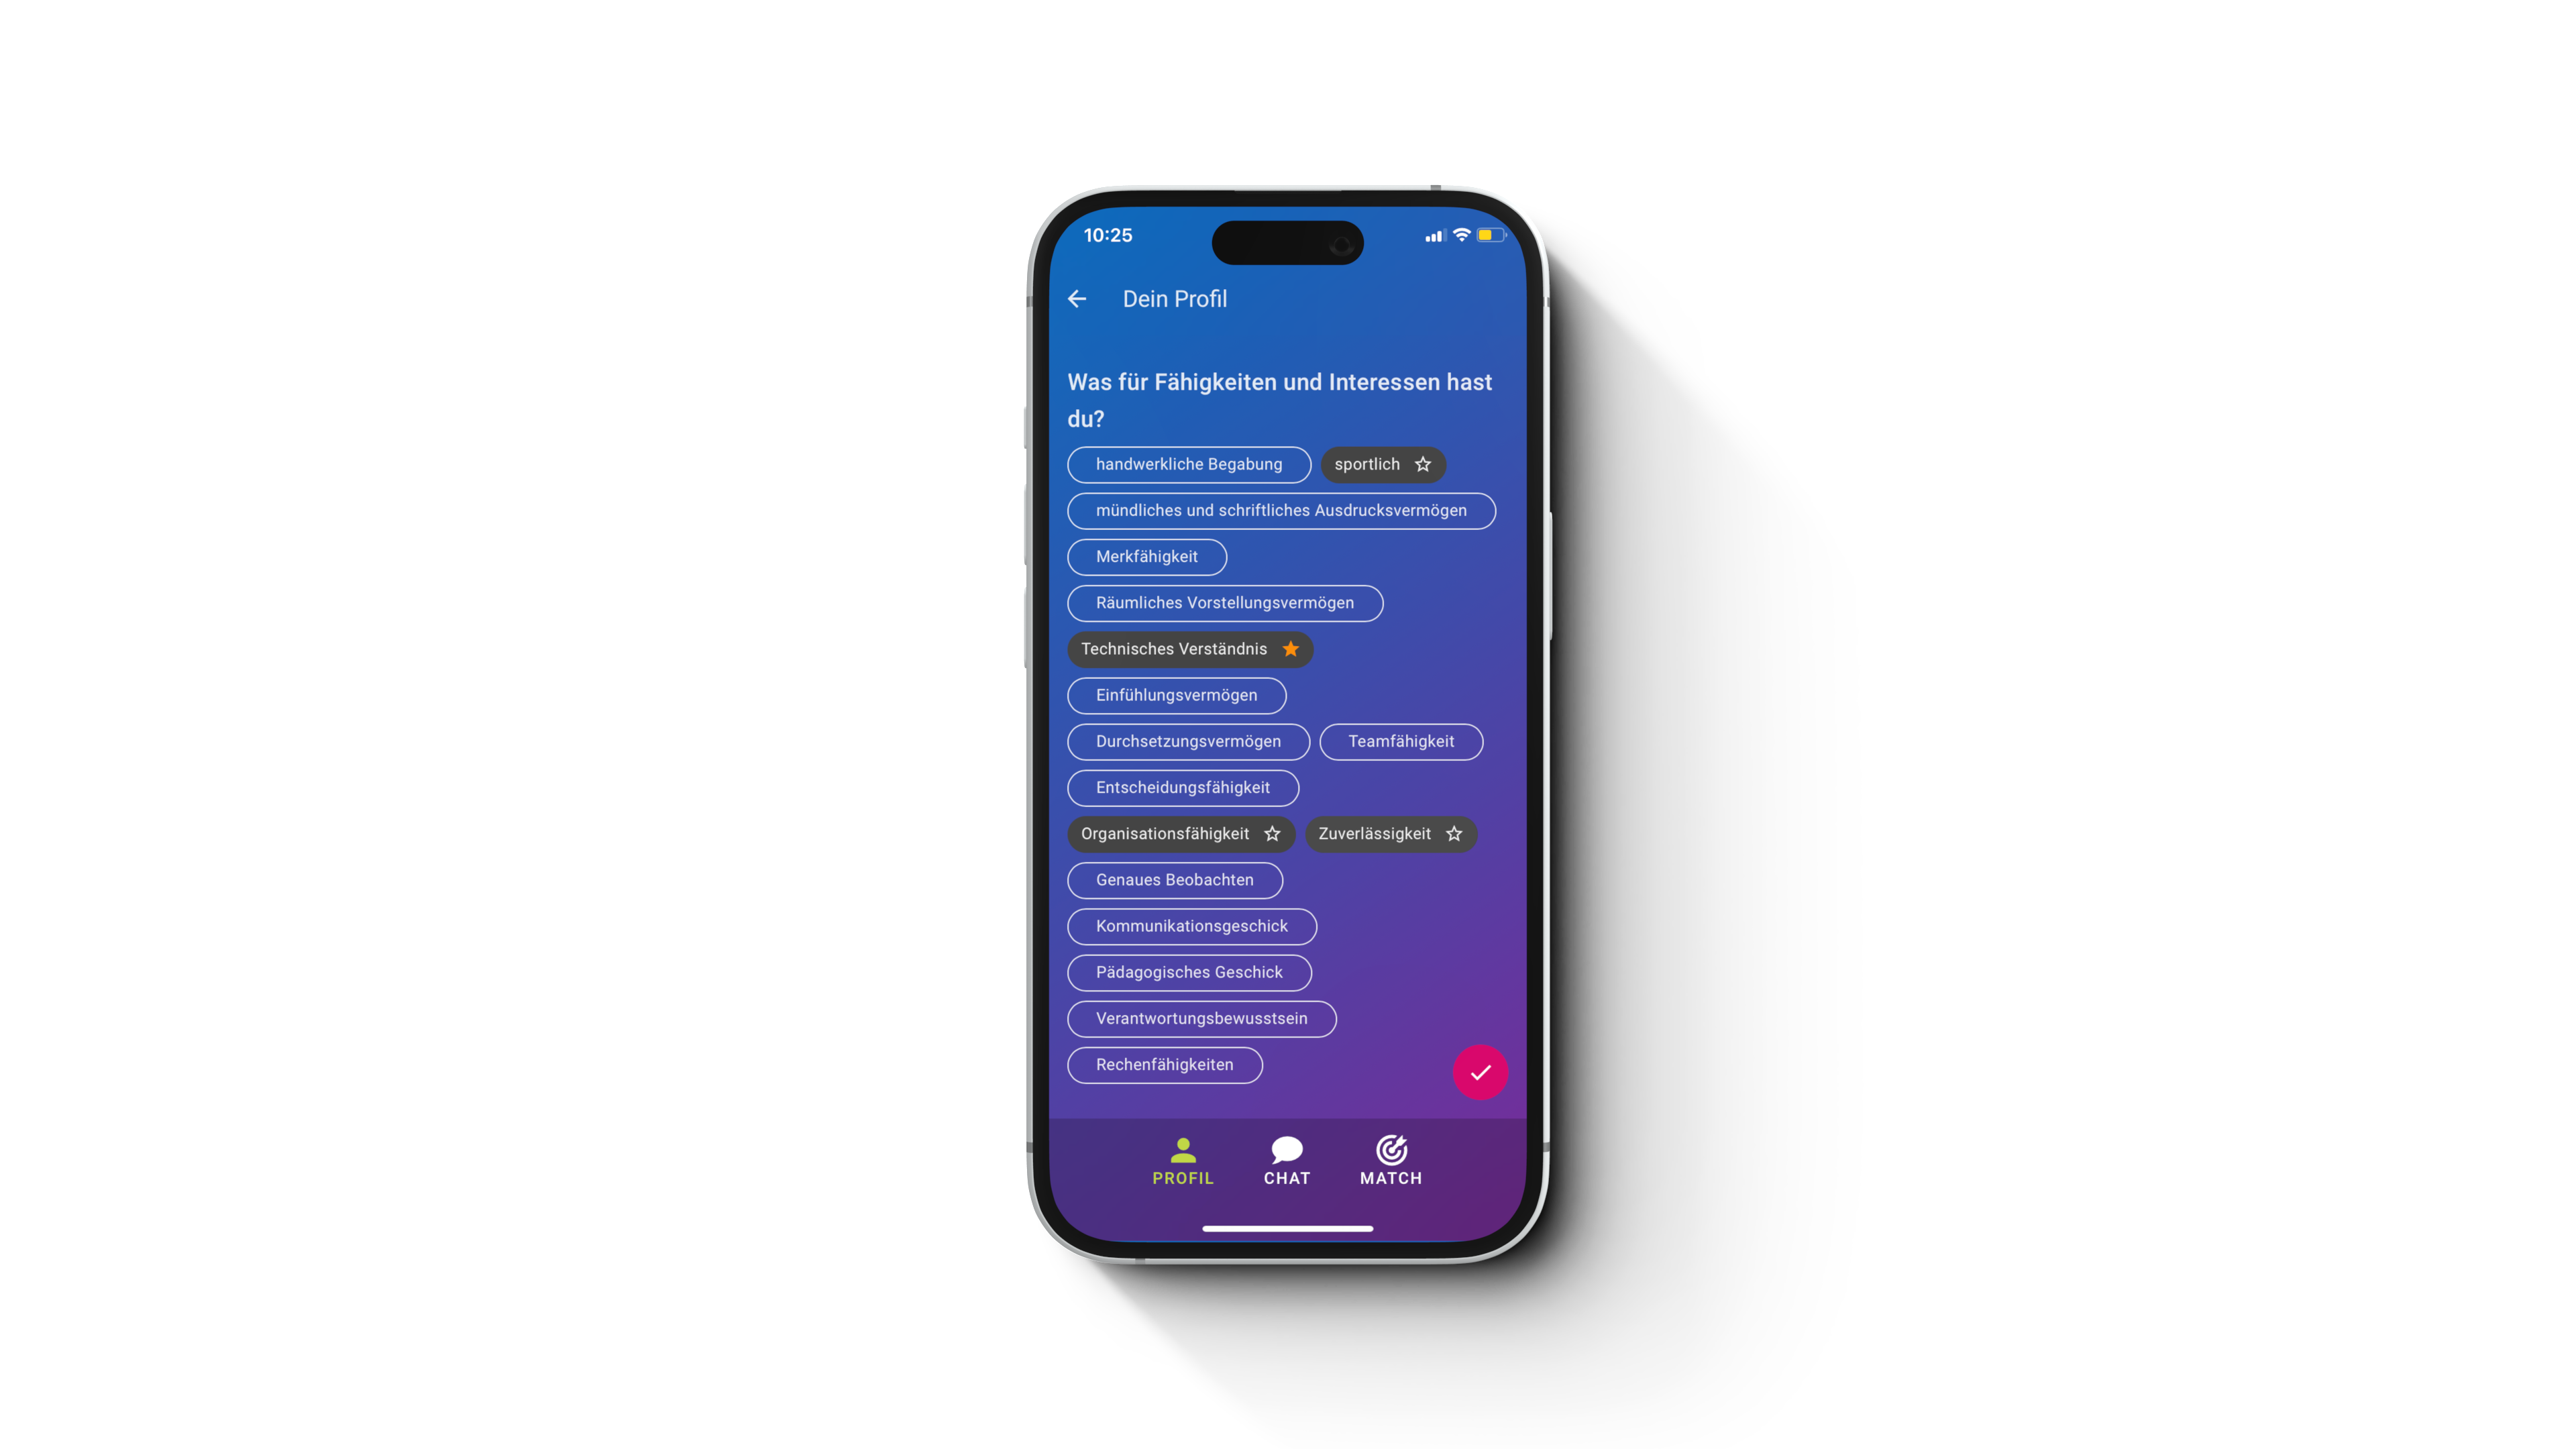 10:25
Dein Profil
Was für Fähigkeiten und Interessen hast
du?
handwerkliche Begabung sportlich
mündliches und schriftliches Ausdrucksvermögen
Merkfähigkeit
Räumliches Vorstellungsvermögen
Technisches Verständnis
Einfühlungsvermögen
Durchsetzungsvermögen Teamfähigkeit
Entscheidungsfähigkeit
Organisationsfähigkeit Zuverlässigkeit
Genaues Beobachten
Kommunikationsgeschick
Pädagogisches Geschick
Verantwortungsbewusstsein
Rechenfähigkeiten
PROFIL CHAT MATCH